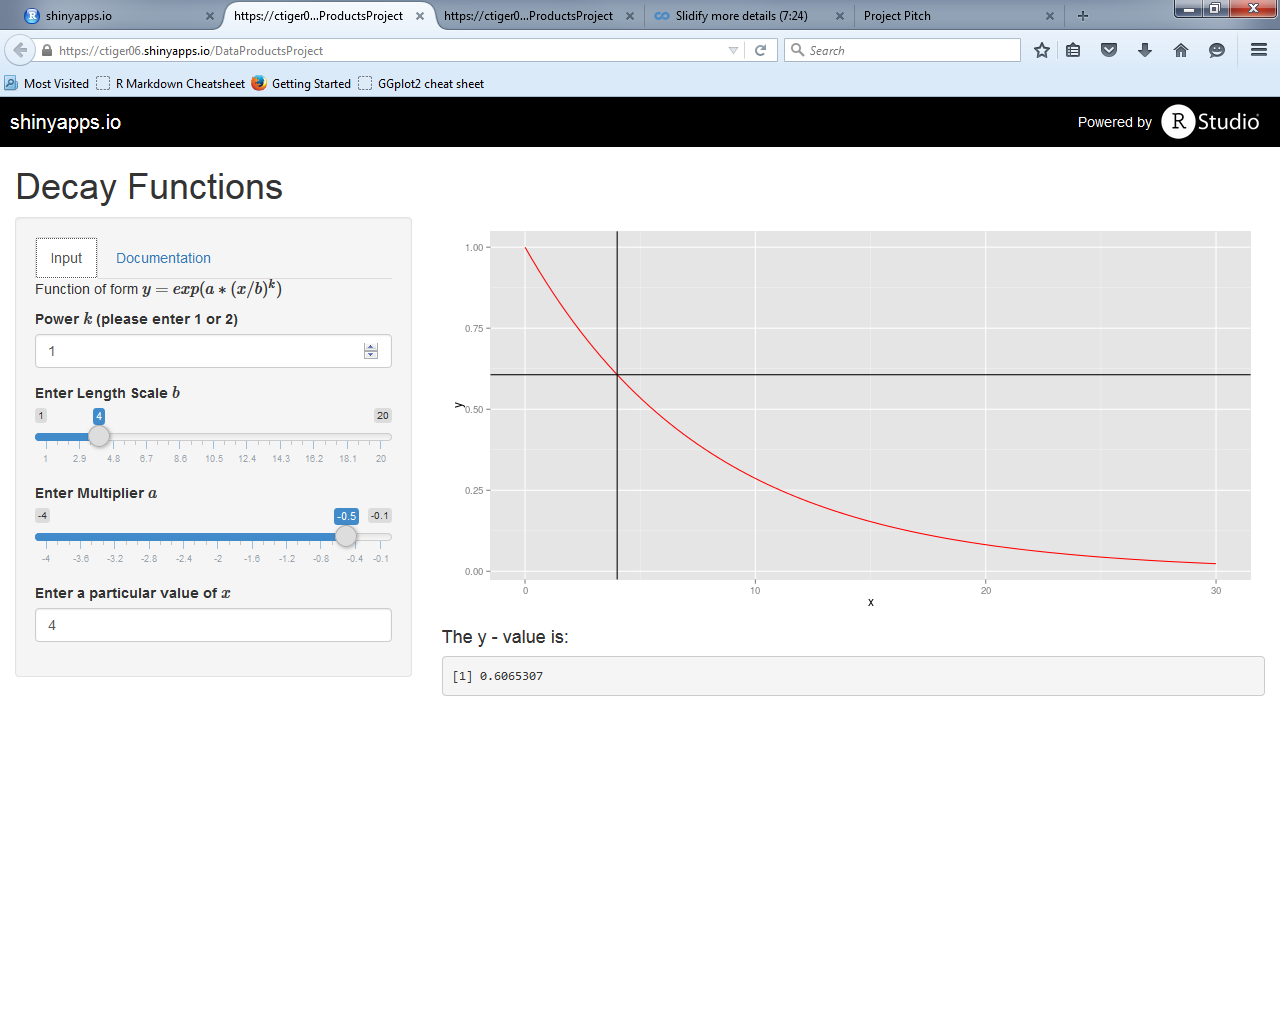 shinyapps.io
https://ctiger0...ProductsProject
https://ctiger0...ProductsProject
Slidify more details (7:24)
Project Pitch
https://ctiger06.shinyapps.io/DataProductsProject
Search
Most Visited
R Markdown Cheatsheet
Getting Started
GGplot2 cheat sheet
shinyapps.io
Powered by R Studio
Decay Functions
Input
Documentation
Function of form y = exp(a ∗ (x/b)^k)
Power k (please enter 1 or 2)
1
Enter Length Scale b
1 4 20
1 2.9 4.8 6.7 8.6 10.5 12.4 14.3 16.2 18.1 20
Enter Multiplier a
-4 -0.5 -0.1
-4 -3.6 -3.2 -2.8 -2.4 -2 -1.6 -1.2 -0.8 -0.4 -0.1
Enter a particular value of x
4
1.00
0.75
0.50
0.25
0.00
y
0 10 20 30
x
The y - value is:
[1] 0.6065307